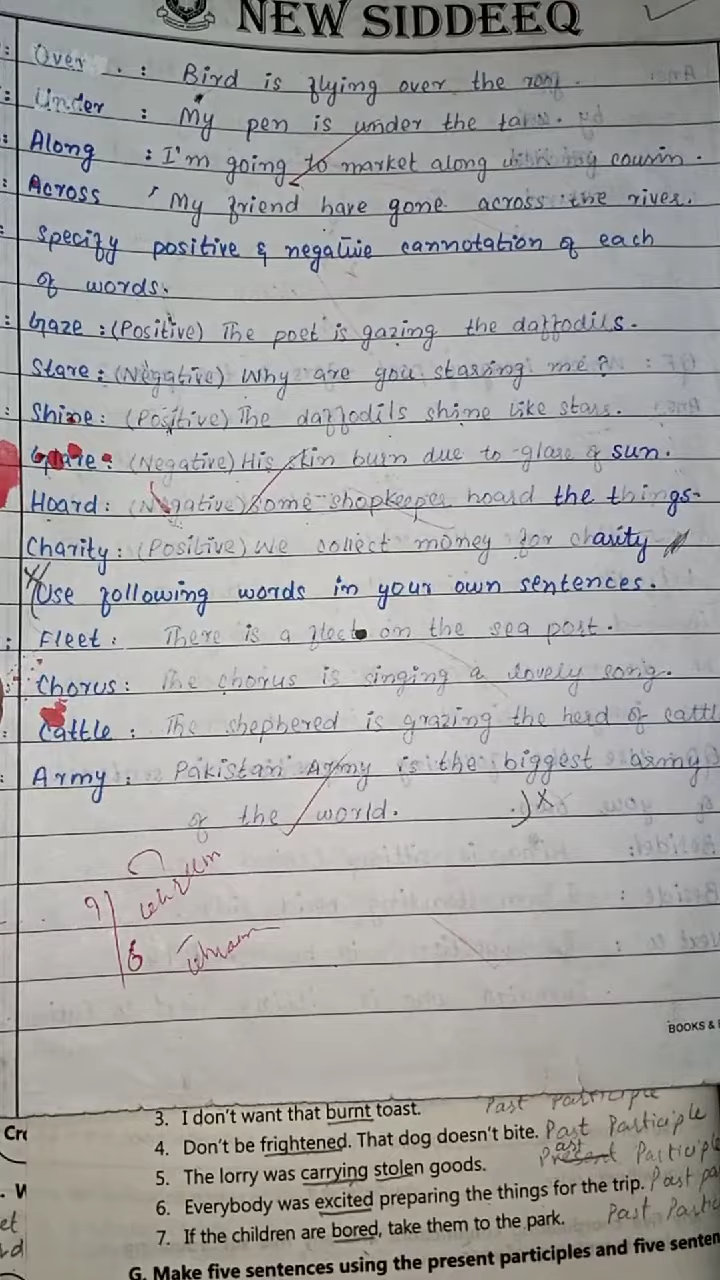 NEW SIDDEEQ
: Over : Bird is flying over the roof.
: Under : My pen is under the
: Along : I'm going to market along with my cousin.
: Across : My friend have gone across the river.
: Specify positive & negative cannotation of each
of words.
: Gaze : (Positive) The poet is gazing the daffodils.
Stare : (Negative) Why are you staring me?
: Shine : (Positive) The daffodils shine like stars.
Glare : (Negative) His skin burn due to glare of sun.
Hoard : (Negative) Some shopkeeper hoard the things.
Charity : (Positive) We collect money for charity
Use following words in your own sentences.
: Fleet : There is a fleet on the sea post.
: Chorus : The chorus is singing a lovely song.
: Cattle : The shephered is grazing the herd of cattl
: Army : Pakistan Army is the biggest army
of the world.
BOOKS &
3. I don't want that burnt toast. Past Participle
4. Don't be frightened. That dog doesn't bite. Past Participle
5. The lorry was carrying stolen goods. Past Participle
6. Everybody was excited preparing the things for the trip. Past pa
7. If the children are bored, take them to the park. Past Partic
G. Make five sentences using the present participles and five senten